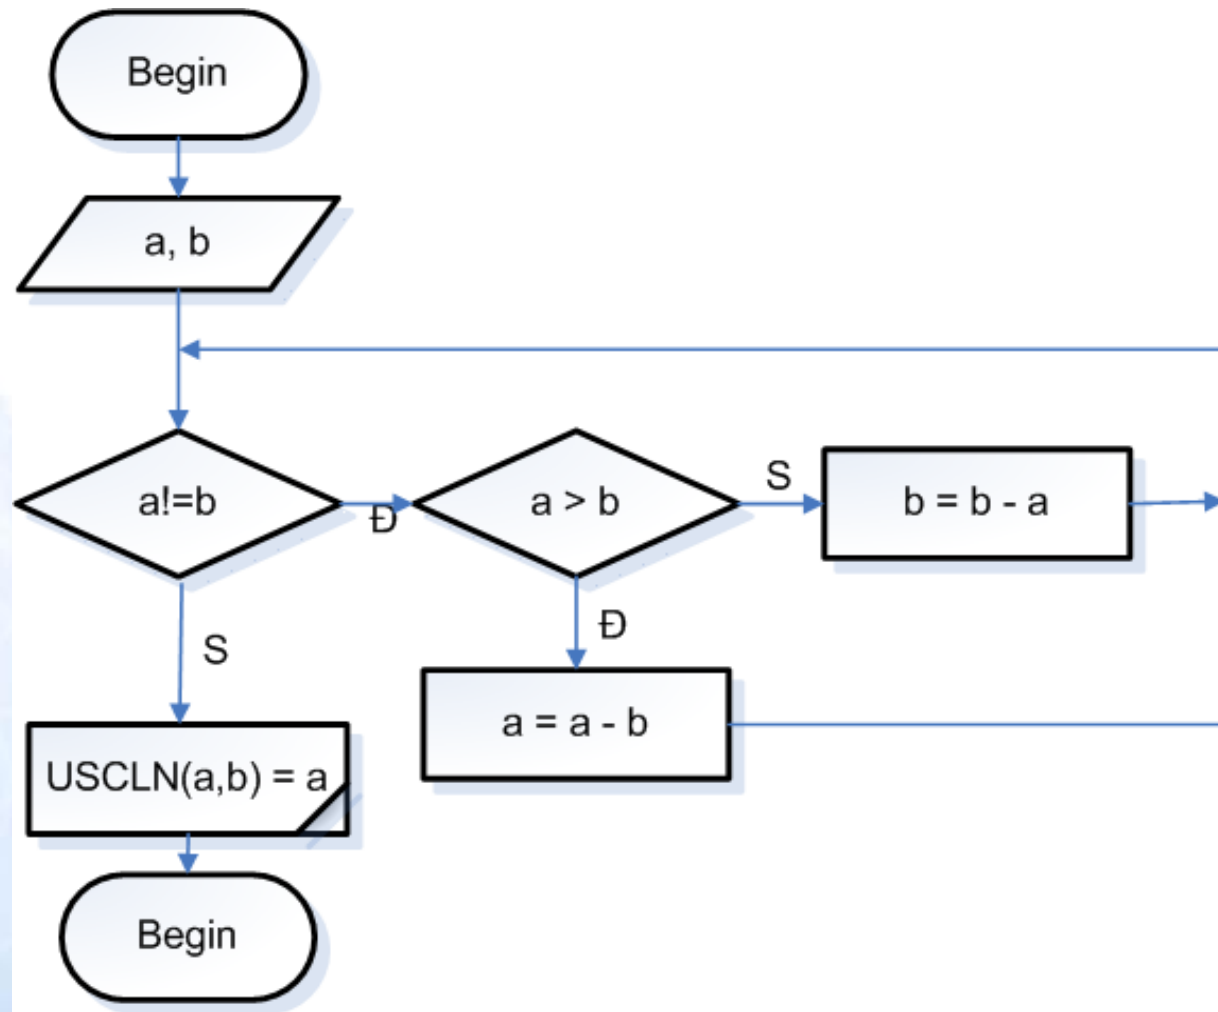 Begin
a, b
a!=b
Đ
a > b
S
b = b - a
S
Đ
a = a - b
USCLN(a,b) = a
Begin